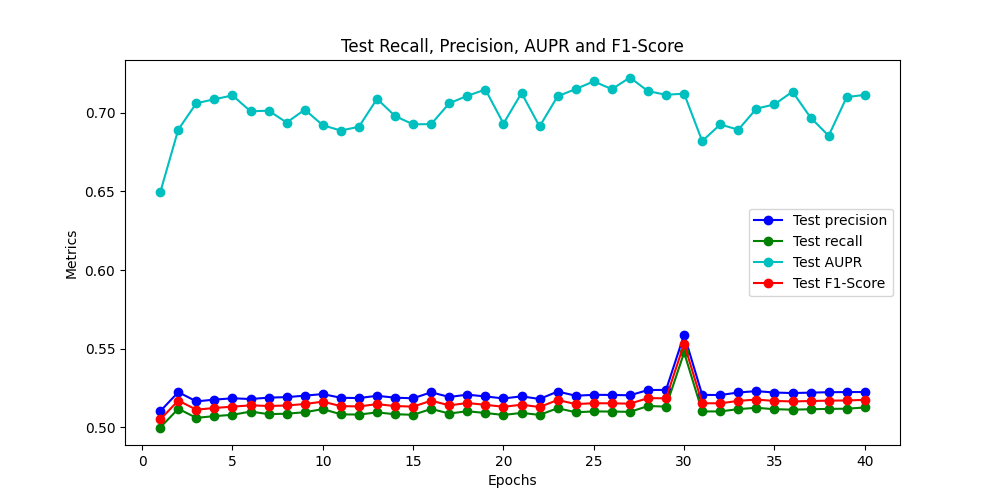 Test Recall, Precision, AUPR and F1-Score
Metrics
0.70
0.65
0.60
0.55
0.50
Test precision
Test recall
Test AUPR
Test F1-Score
0 5 10 15 20 25 30 35 40
Epochs